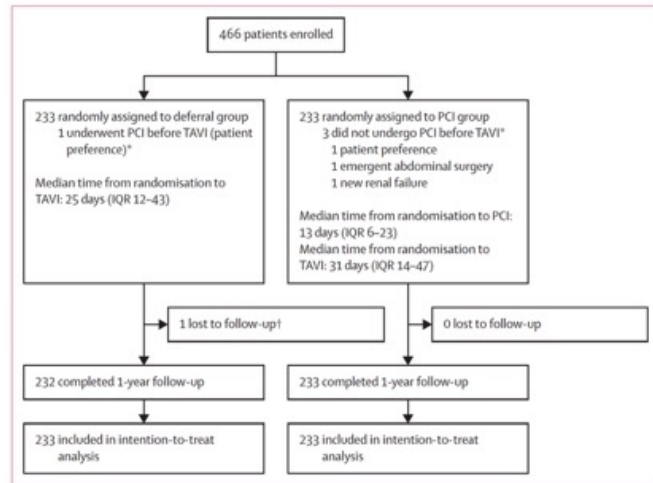 466 patients enrolled
233 randomly assigned to deferral group
1 underwent PCI before TAVI (patient
preference)*
Median time from randomisation to
TAVI: 25 days (IQR 12–43)
233 randomly assigned to PCI group
3 did not undergo PCI before TAVI*
1 patient preference
1 emergent abdominal surgery
1 new renal failure
Median time from randomisation to PCI:
13 days (IQR 6–23)
Median time from randomisation to
TAVI: 31 days (IQR 14–47)
1 lost to follow-up†
0 lost to follow-up
232 completed 1-year follow-up
233 completed 1-year follow-up
233 included in intention-to-treat
analysis
233 included in intention-to-treat
analysis